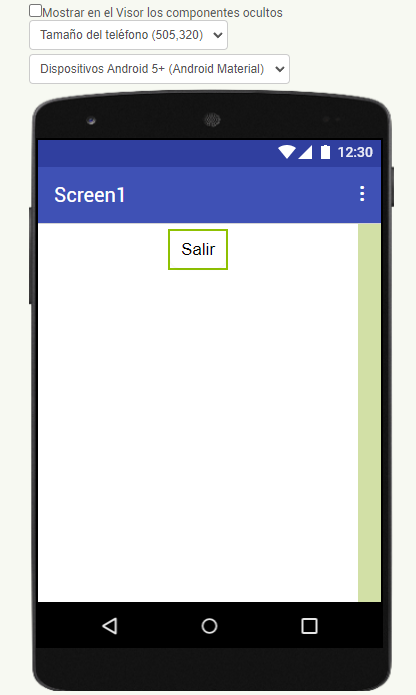 Mostrar en el Visor los componentes ocultos
Tamaño del teléfono (505,320)
Dispositivos Android 5+ (Android Material)
12:30
Screen1
Salir